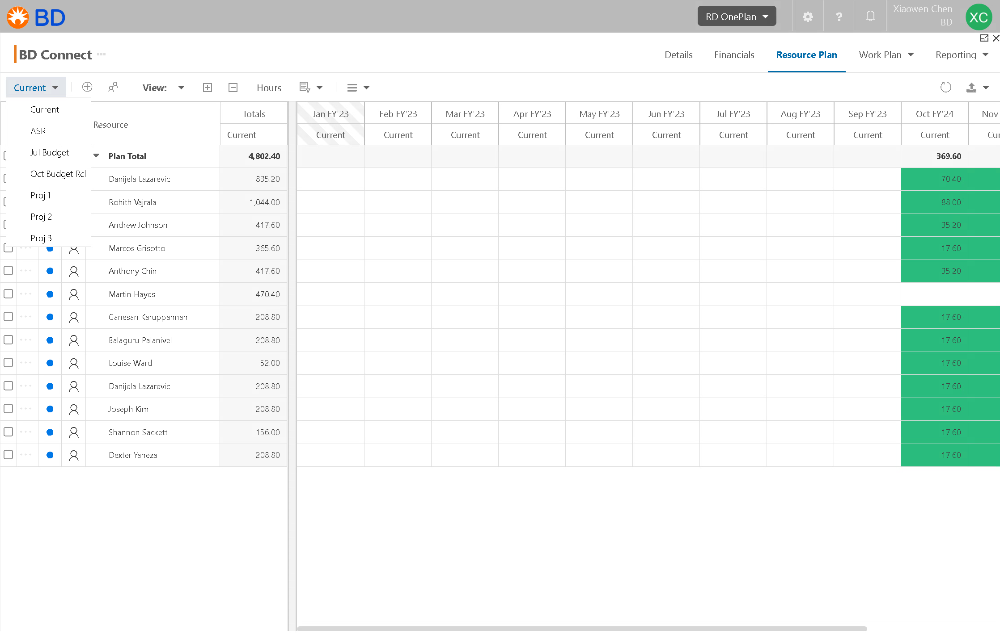 BD
RD OnePlan
?
Xiaowen Chen
BD
XC
BD Connect
Details
Financials
Resource Plan
Work Plan
Reporting
Current
View:
Hours
Current
ASR
Jul Budget
Oct Budget Rcl
Proj 1
Proj 2
Proj 3
Resource
Totals
Jan FY'23
Feb FY'23
Mar FY'23
Apr FY'23
May FY'23
Jun FY'23
Jul FY'23
Aug FY'23
Sep FY'23
Oct FY'24
Nov
Current
Current
Current
Current
Current
Current
Current
Current
Current
Current
Current
Cur
Plan Total 4,802.40 369.60
Danijela Lazarevic 835.20 70.40
Rohith Vajrala 1,044.00 88.00
Andrew Johnson 417.60 35.20
Marcos Grisotto 365.60 17.60
Anthony Chin 417.60 35.20
Martin Hayes 470.40
Ganesan Karuppannan 208.80 17.60
Balaguru Palanivel 208.80 17.60
Louise Ward 52.00 17.60
Danijela Lazarevic 208.80 17.60
Joseph Kim 208.80 17.60
Shannon Sackett 156.00 17.60
Dexter Yaneza 208.80 17.60